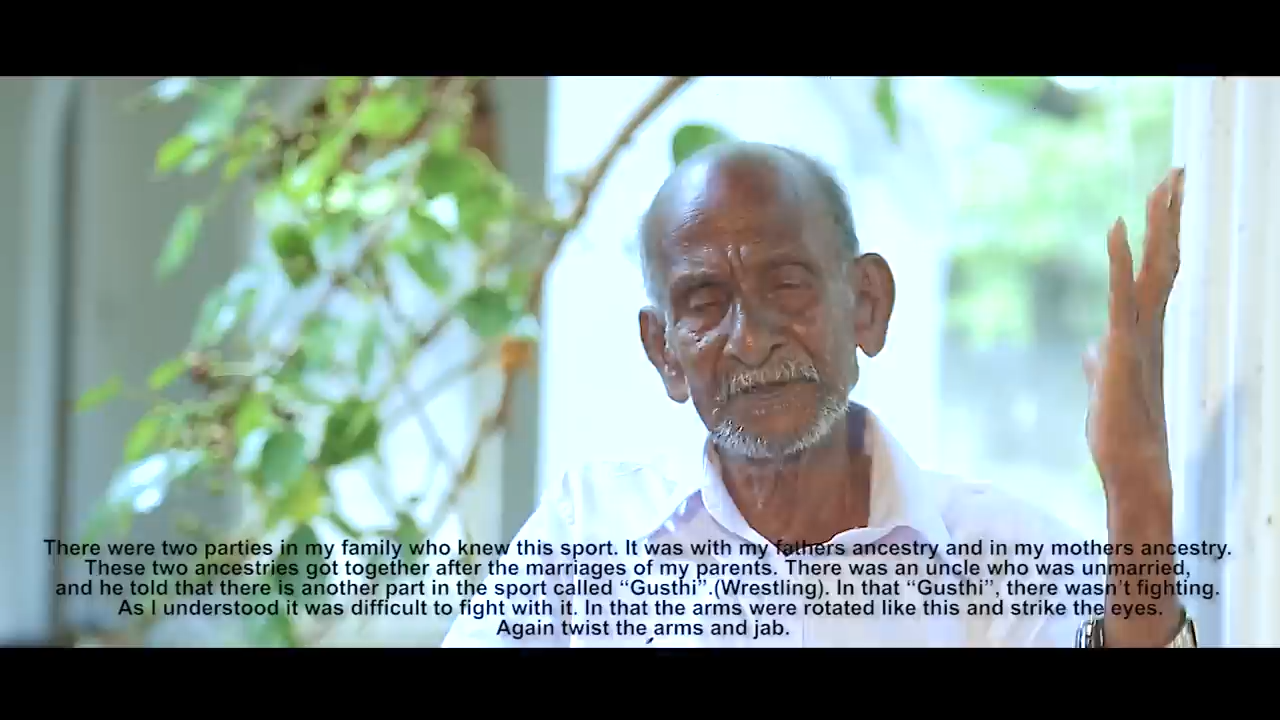 There were two parties in my family who knew this sport. It was with my fathers ancestry and in my mothers ancestry.
These two ancestries got together after the marriages of my parents. There was an uncle who was unmarried,
and he told that there is another part in the sport called “Gusthi”.(Wrestling). In that “Gusthi”, there wasn't fighting.
As I understood it was difficult to fight with it. In that the arms were rotated like this and strike the eyes.
Again twist the arms and jab.